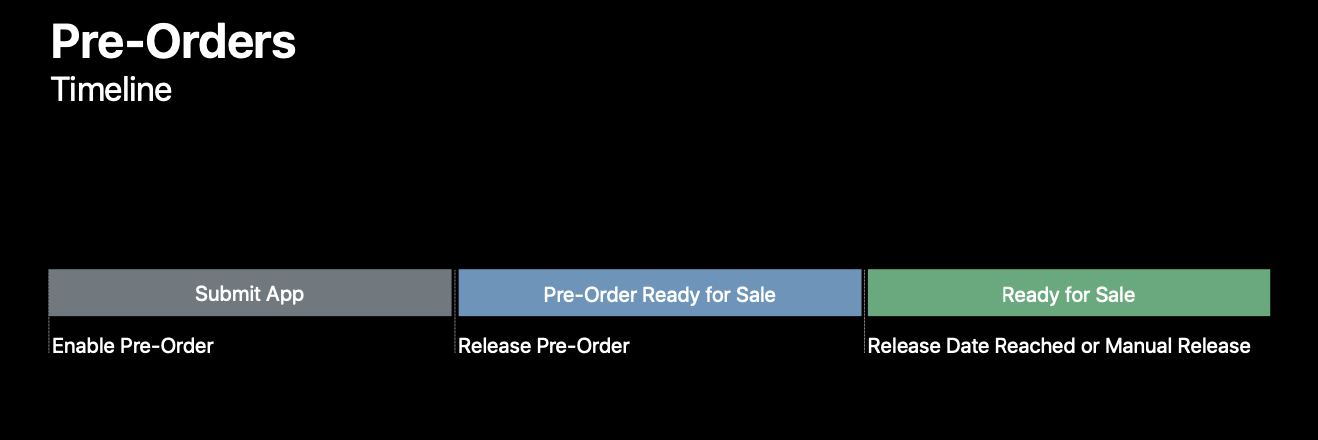 Pre-Orders
Timeline
Submit App
Pre-Order Ready for Sale
Ready for Sale
Enable Pre-Order
Release Pre-Order
Release Date Reached or Manual Release